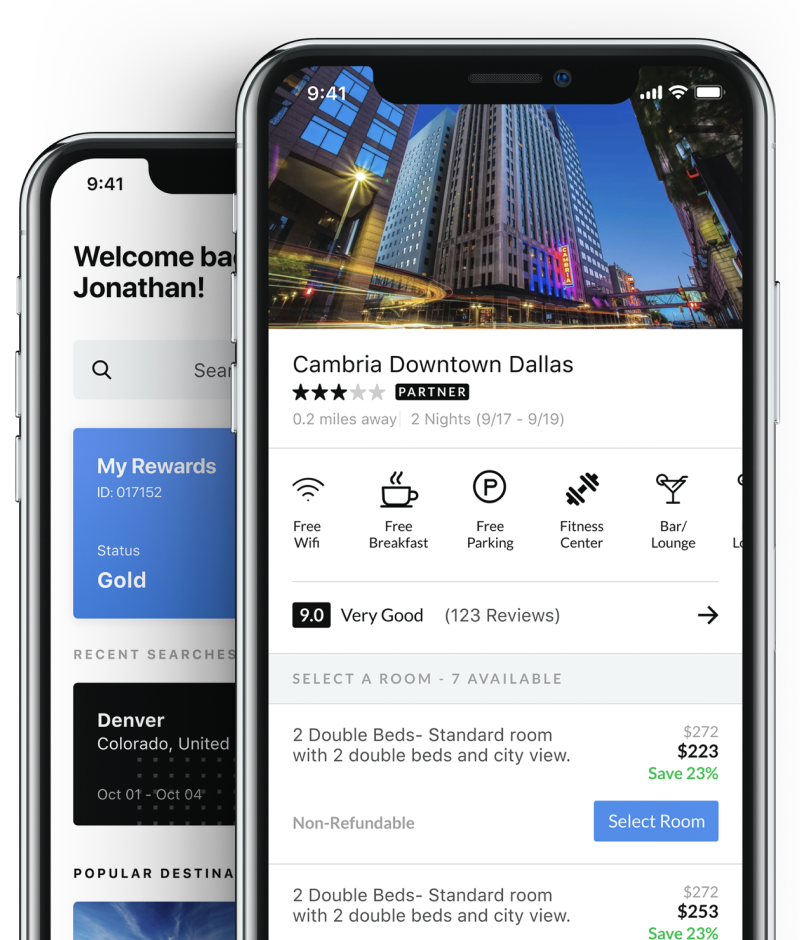 9:41
Welcome ba
Jonathan!
Sear
My Rewards
ID: 017152
Status
Gold
RECENT SEARCHES
Denver
Colorado, United
Oct 01 - Oct 04
POPULAR DESTINA
9:41
CAMBRIA
Cambria Downtown Dallas
PARTNER
0.2 miles away 2 Nights (9/17 - 9/19)
Free
Wifi
Free
Breakfast
P
Free
Parking
Fitness
Center
Bar/
Lounge
Lo
9.0 Very Good (123 Reviews)
SELECT A ROOM - 7 AVAILABLE
2 Double Beds- Standard room
with 2 double beds and city view.
$272
$223
Save 23%
Non-Refundable
Select Room
2 Double Beds- Standard room
with 2 double beds and city view.
$272
$253
Save 23%